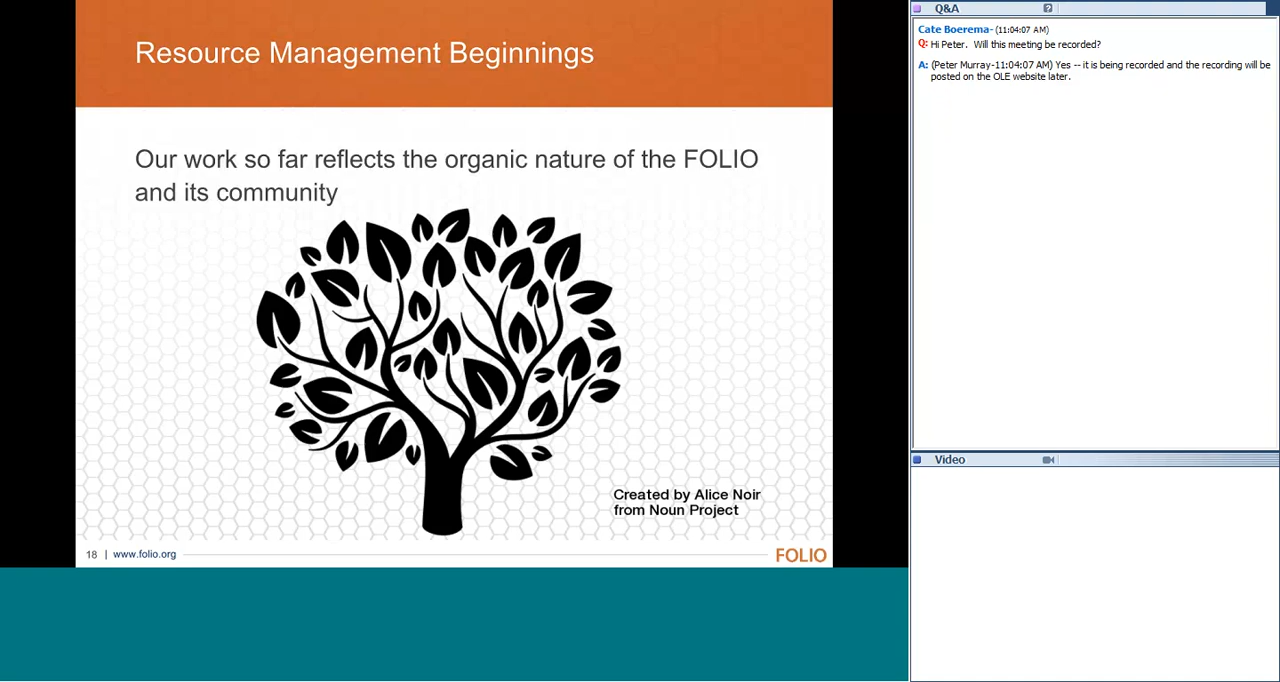 Resource Management Beginnings
Our work so far reflects the organic nature of the FOLIO
and its community
Created by Alice Noir
from Noun Project
18 | www.folio.org
FOLIO
Q&A
?
Cate Boerema- (11:04:07 AM)
Q: Hi Peter. Will this meeting be recorded?
A: (Peter Murray-11:04:07 AM) Yes -- it is being recorded and the recording will be
posted on the OLE website later.
Video